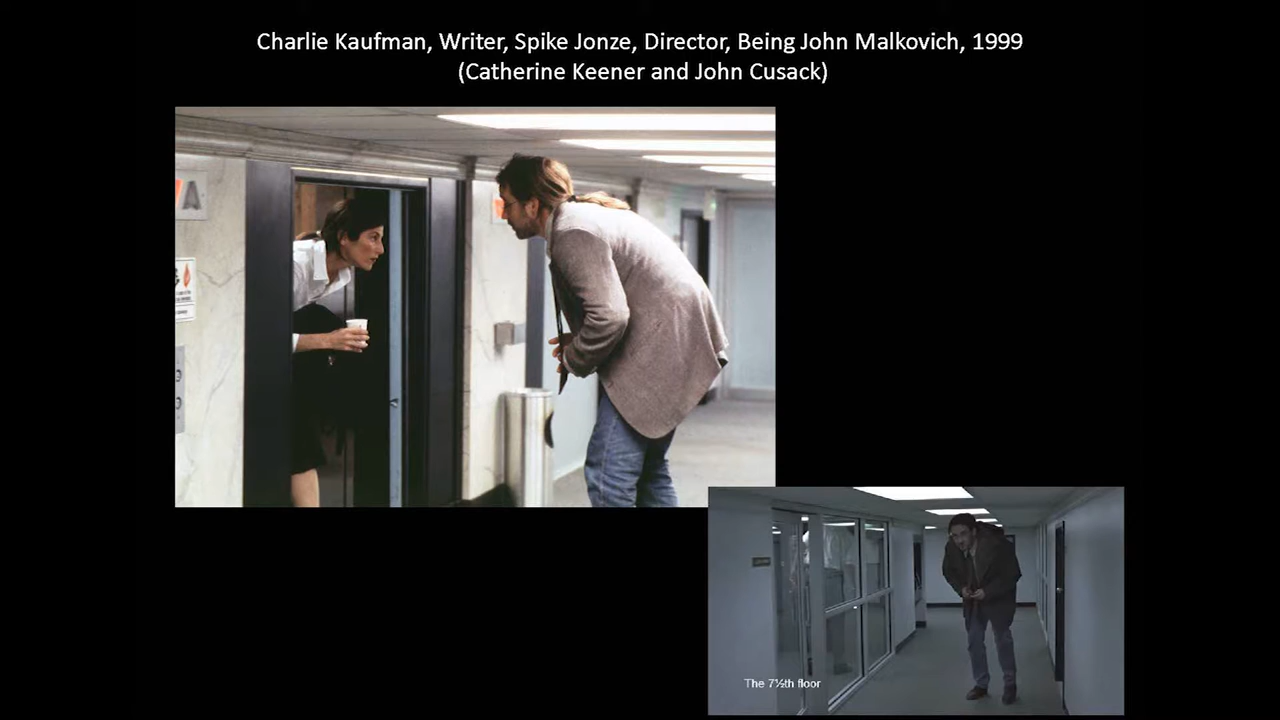 Charlie Kaufman, Writer, Spike Jonze, Director, Being John Malkovich, 1999
(Catherine Keener and John Cusack)
A
The 7½th floor